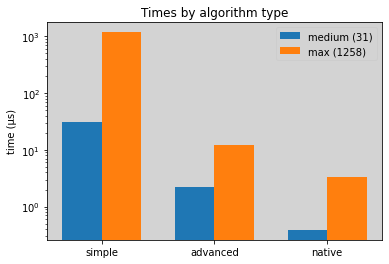 Times by algorithm type
medium (31)
max (1258)
time (µs)
10³
10²
10¹
10⁰
simple advanced native